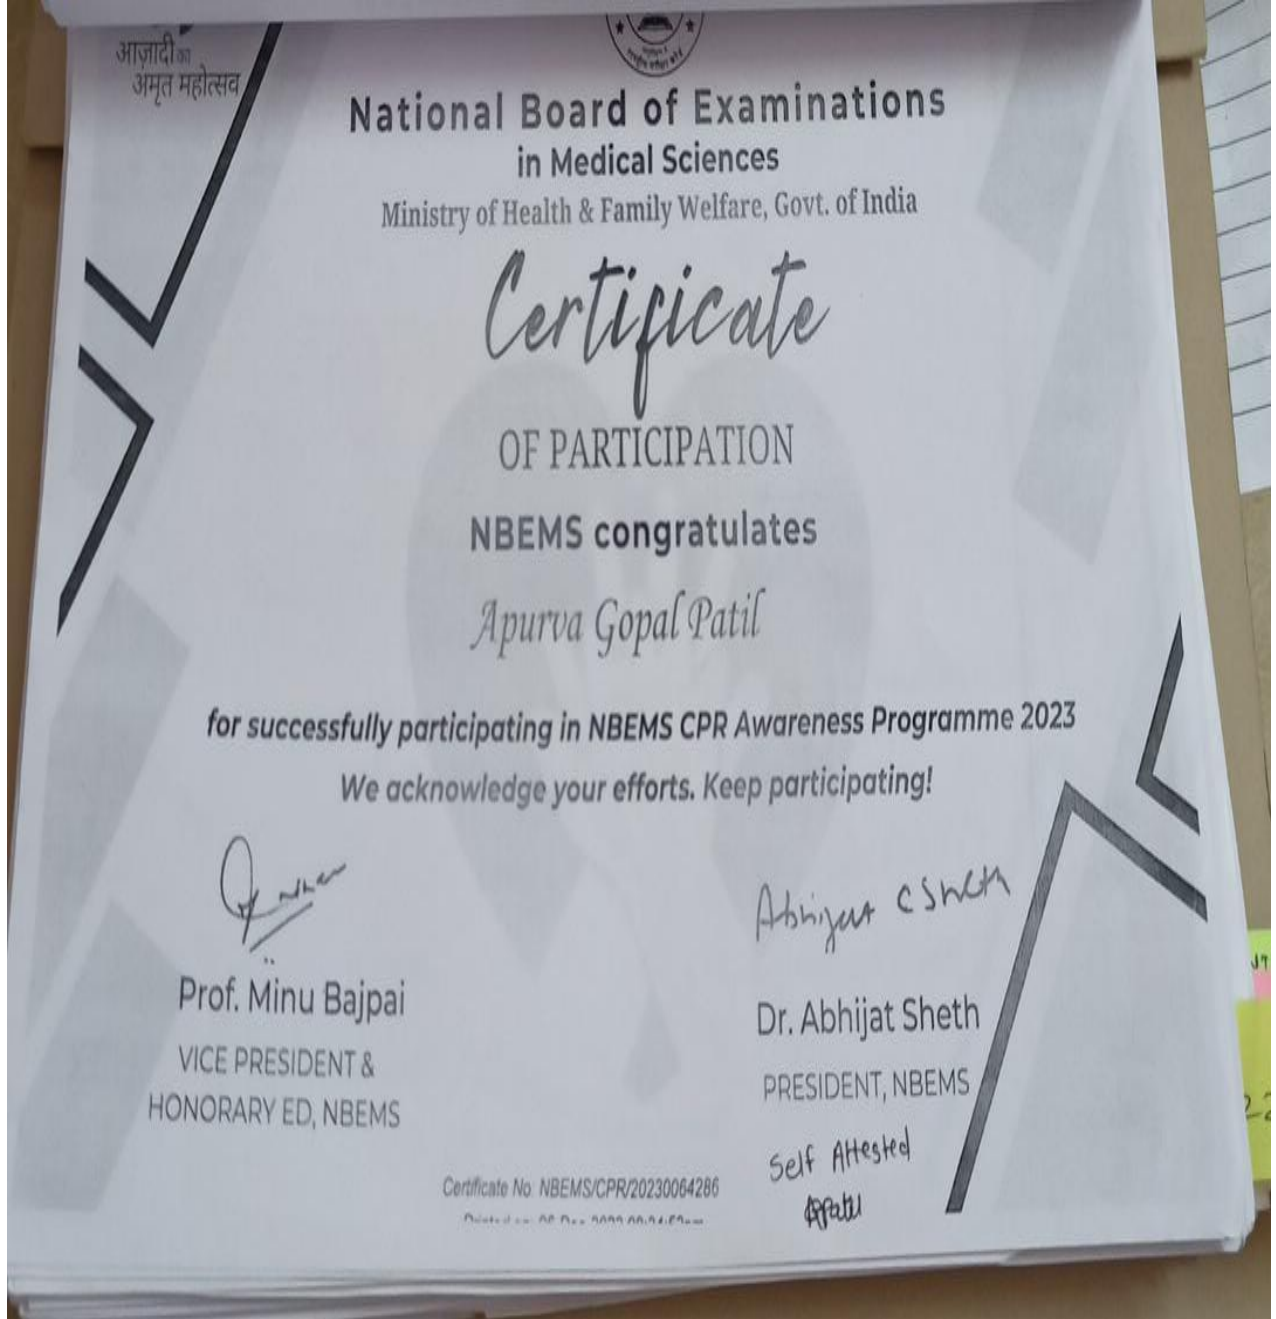 आज़ादी का
अमृत महोत्सव
National Board of Examinations
in Medical Sciences
Ministry of Health & Family Welfare, Govt. of India
Certificate
OF PARTICIPATION
NBEMS congratulates
Apurva Gopal Patil
for successfully participating in NBEMS CPR Awareness Programme 2023
We acknowledge your efforts. Keep participating!
Abhijat C Sheth
Prof. Minu Bajpai
VICE PRESIDENT &
HONORARY ED, NBEMS
Dr. Abhijat Sheth
PRESIDENT, NBEMS
Self Attested
Certificate No NBEMS/CPR/20230064286